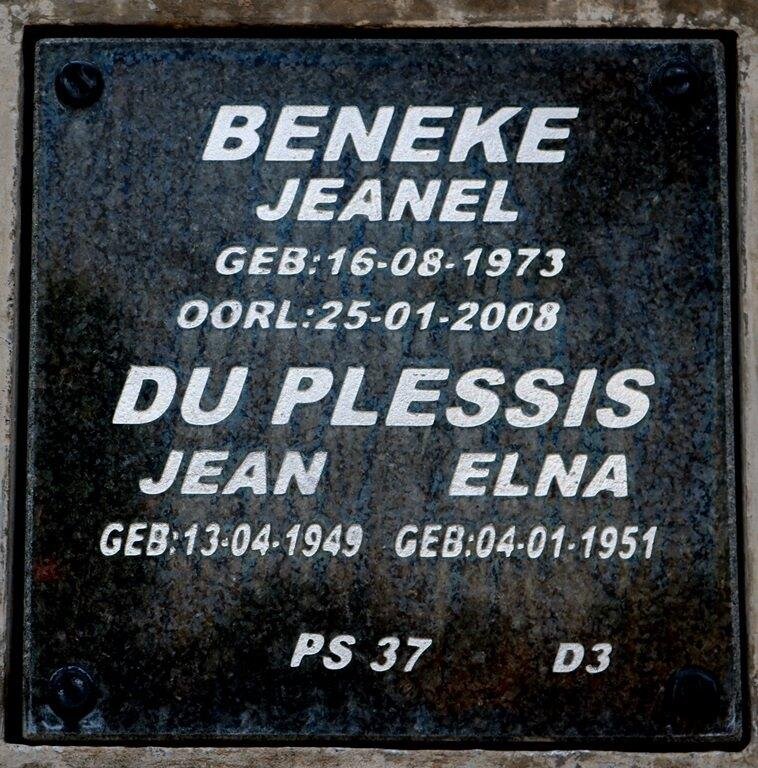 BENEKE
JEANEL
GEB:16-08-1973
OORL:25-01-2008
DU PLESSIS
JEAN ELNA
GEB:13-04-1949 GEB:04-01-1951
PS 37 D3